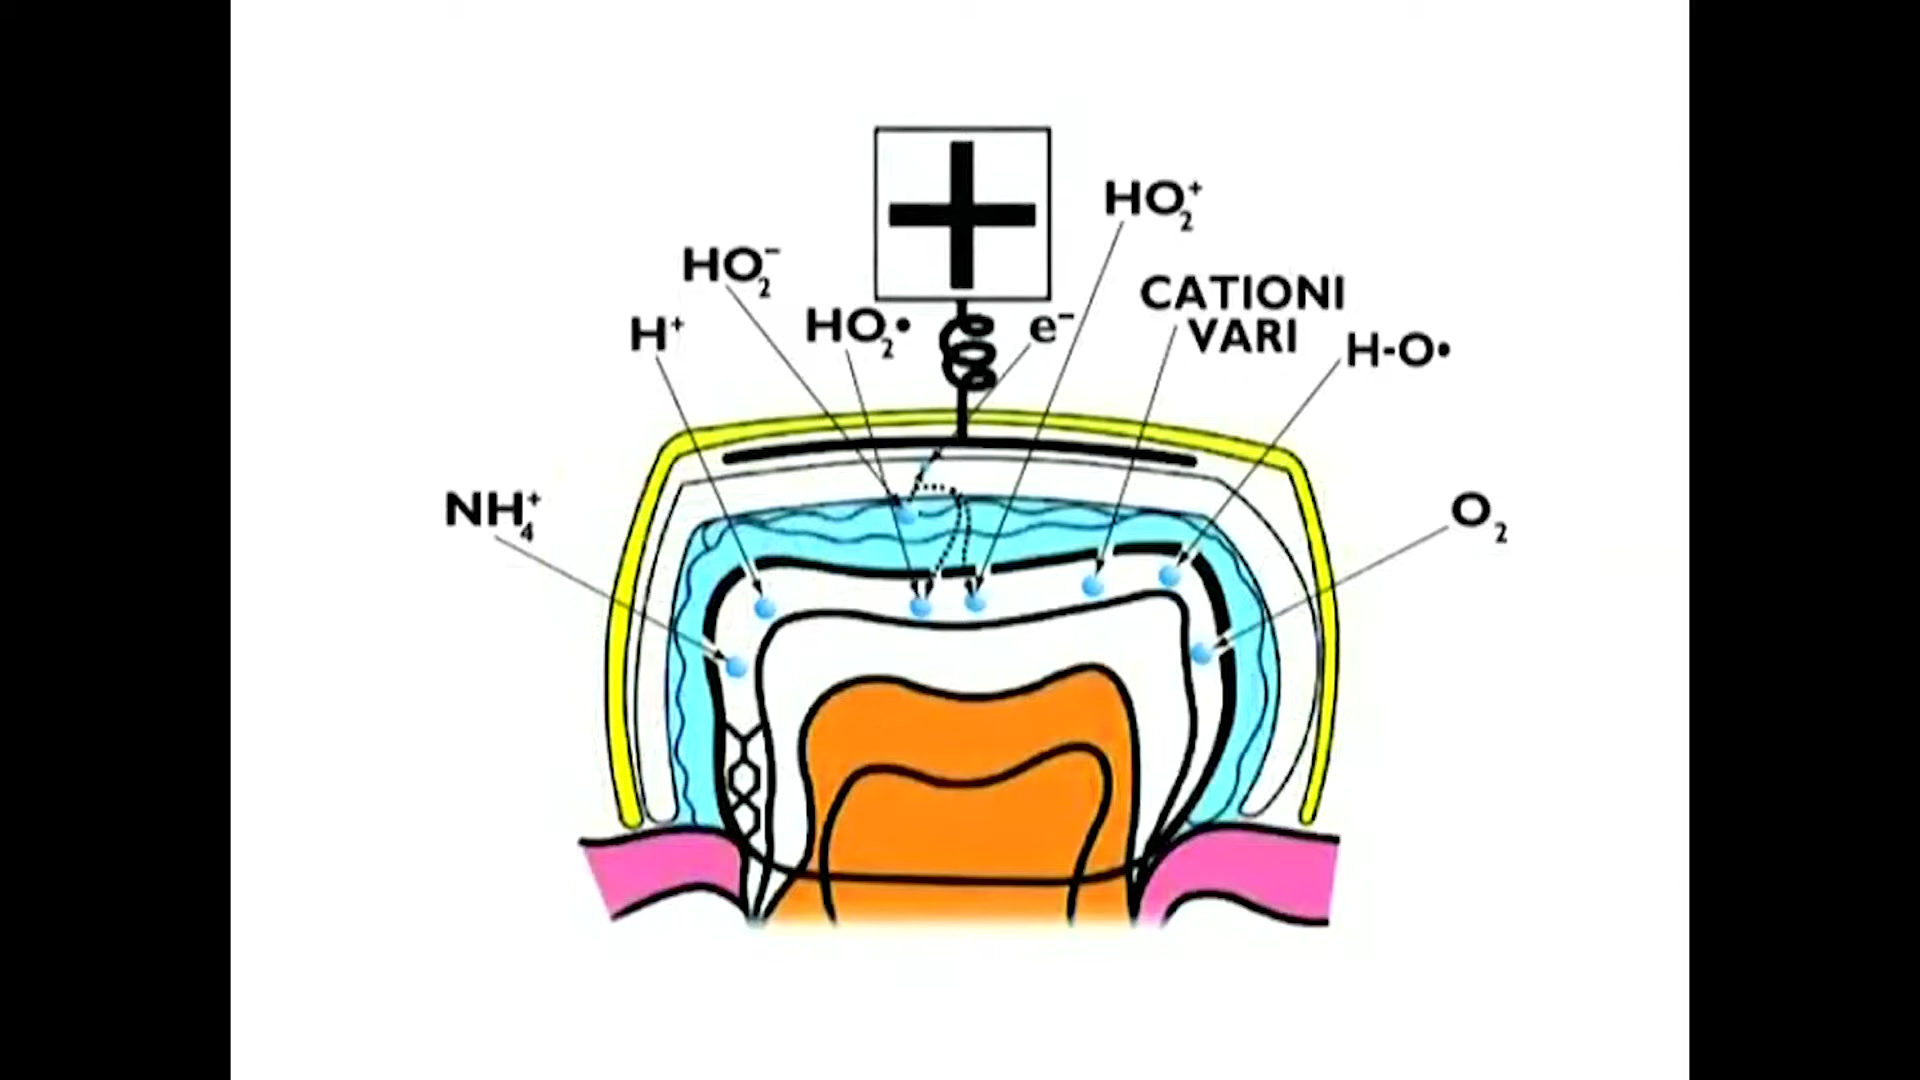 HO₂⁺
HO₂⁻
CATIONI
VARI
H⁺
HO₂•
e⁻
H-O•
NH₄⁺
O₂